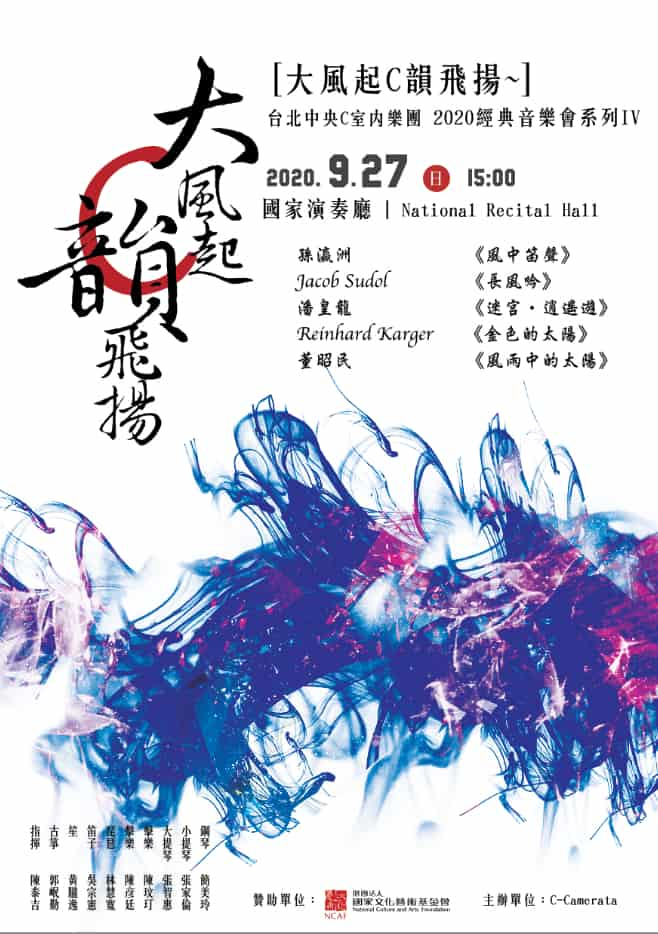 大風起
韻
飛揚
[大風起C韻飛揚~]
台北中央C室內樂團 2020經典音樂會系列IV
2020. 9.27 日 15:00
國家演奏廳 | National Recital Hall
孫瀛洲 《風中笛聲》
Jacob Sudol 《長風吟》
潘皇龍 《迷宮・逍遙遊》
Reinhard Karger 《金色的太陽》
董昭民 《風雨中的太陽》
指揮 陳泰吉
古箏 郭岷勤
笙 黃朧逸
笛子 吳宗憲
琵琶 林慧寬
擊樂 陳彥廷
擊樂 陳玟玎
大提琴 張智惠
小提琴 張家倫
鋼琴 簡美玲
贊助單位：
財團法人
國家文化藝術基金會
National Culture and Arts Foundation
NCAF
主辦單位：C-Camerata